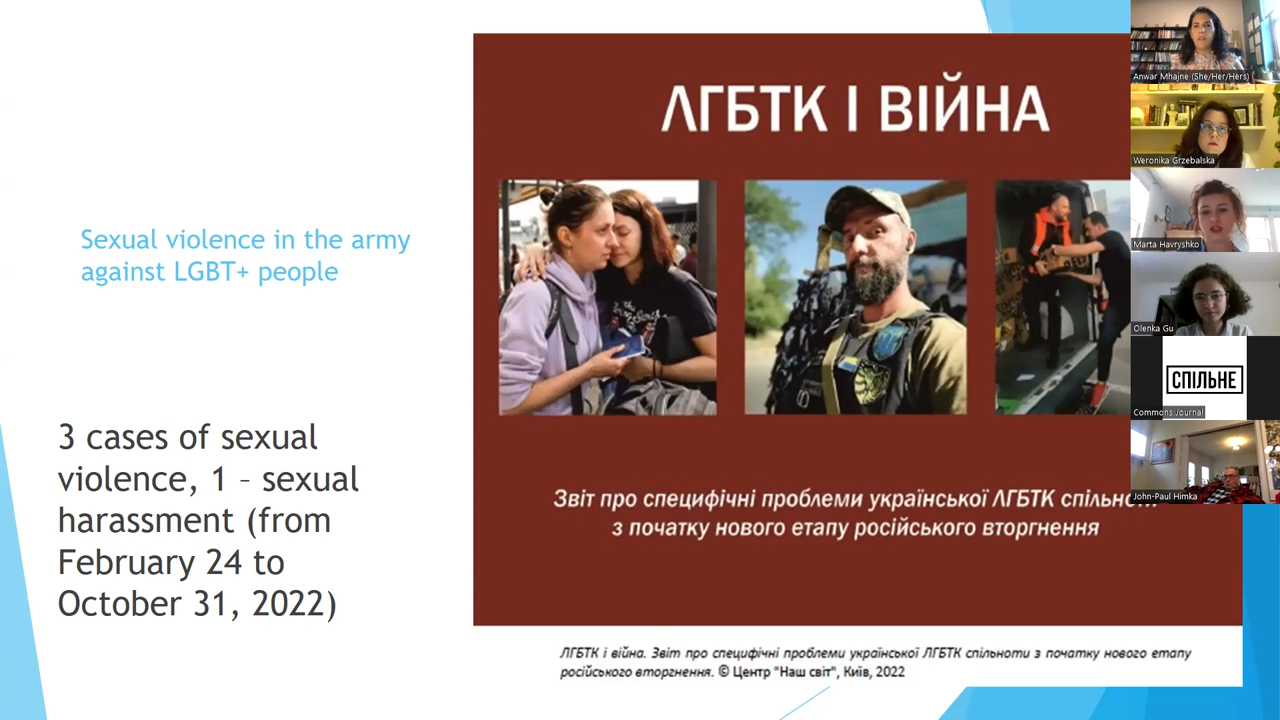 Sexual violence in the army
against LGBT+ people
3 cases of sexual
violence, 1 – sexual
harassment (from
February 24 to
October 31, 2022)
ЛГБТК І ВІЙНА
Звіт про специфічні проблеми української ЛГБТК спільноти
з початку нового етапу російського вторгнення
ЛГБТК і війна. Звіт про специфічні проблеми української ЛГБТК спільноти з початку нового етапу
російського вторгнення. © Центр "Наш світ", Київ, 2022
Anwar Mhajne (She/Her/Hers)
Weronika Grzebalska
Marta Havryshko
Olenka Gu
СПІЛЬНЕ
Commons Journal
John-Paul Himka